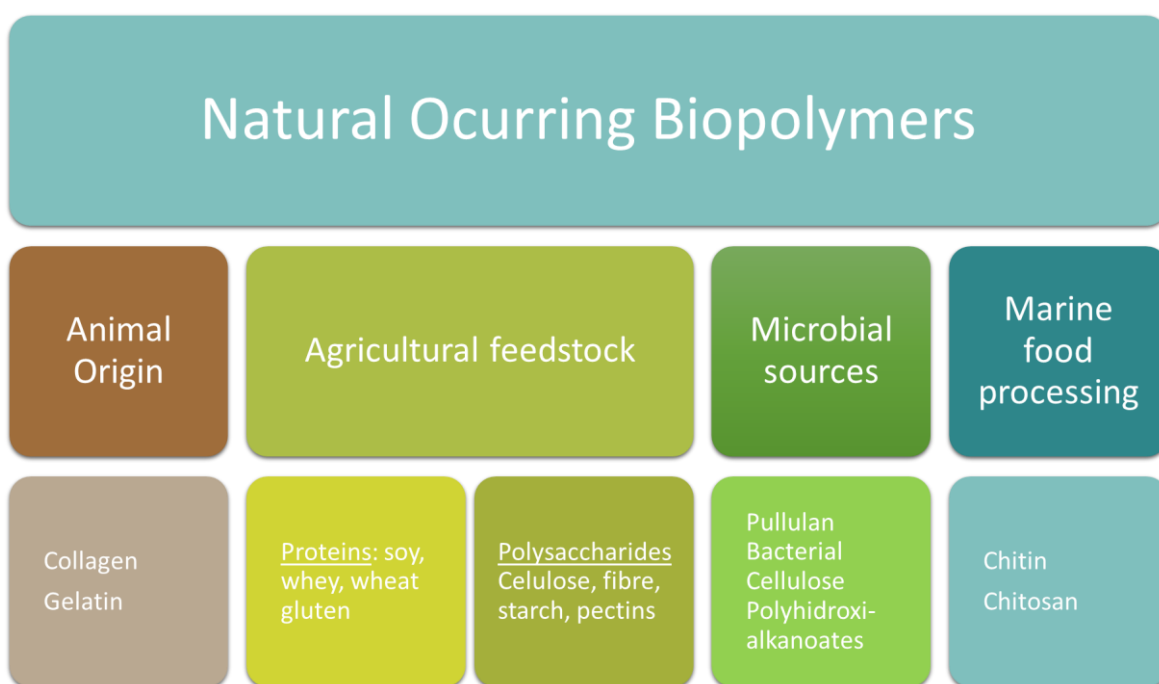 Natural Ocurring Biopolymers
Animal
Origin
Agricultural feedstock
Microbial
sources
Marine
food
processing
Collagen
Gelatin
Proteins: soy,
whey, wheat
gluten
Polysaccharides
Celulose, fibre,
starch, pectins
Pullulan
Bacterial
Cellulose
Polyhidroxi-
alkanoates
Chitin
Chitosan